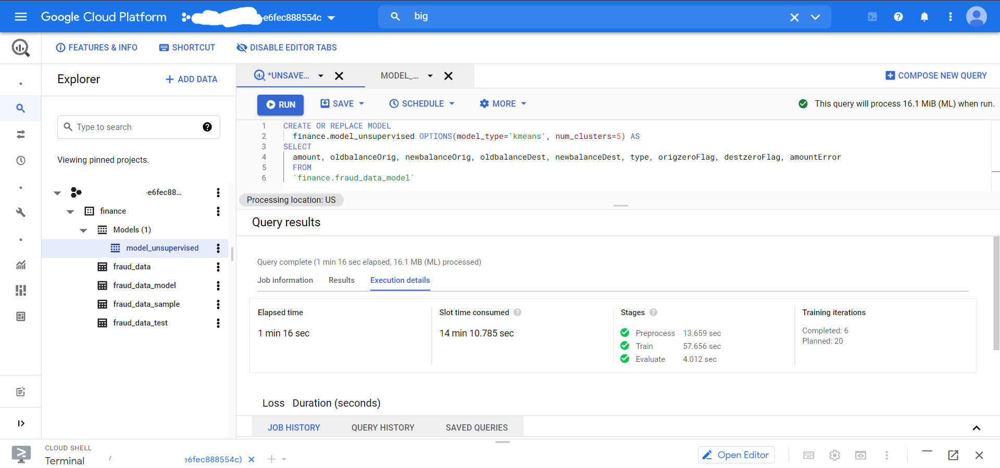 Google Cloud Platform
-e6fec888554c
big
FEATURES & INFO
SHORTCUT
DISABLE EDITOR TABS
Explorer
+ ADD DATA
*UNSAVE...
MODEL_...
COMPOSE NEW QUERY
RUN
SAVE
SCHEDULE
MORE
This query will process 16.1 MiB (ML) when run.
Type to search
Viewing pinned projects.
-e6fec88...
finance
Models (1)
model_unsupervised
fraud_data
fraud_data_model
fraud_data_sample
fraud_data_test
1 CREATE OR REPLACE MODEL
2 finance.model_unsupervised OPTIONS(model_type='kmeans', num_clusters=5) AS
3 SELECT
4 amount, oldbalanceOrig, newbalanceOrig, oldbalanceDest, newbalanceDest, type, origzeroFlag, destzeroFlag, amountError
5 FROM
6 `finance.fraud_data_model`
Processing location: US
Query results
Query complete (1 min 16 sec elapsed, 16.1 MB (ML) processed)
Job information
Results
Execution details
Elapsed time
1 min 16 sec
Slot time consumed
14 min 10.785 sec
Stages
Preprocess 13.659 sec
Train 57.656 sec
Evaluate 4.012 sec
Training iterations
Completed: 6
Planned: 20
Loss
Duration (seconds)
JOB HISTORY
QUERY HISTORY
SAVED QUERIES
CLOUD SHELL
Terminal
(
e6fec888554c)
Open Editor